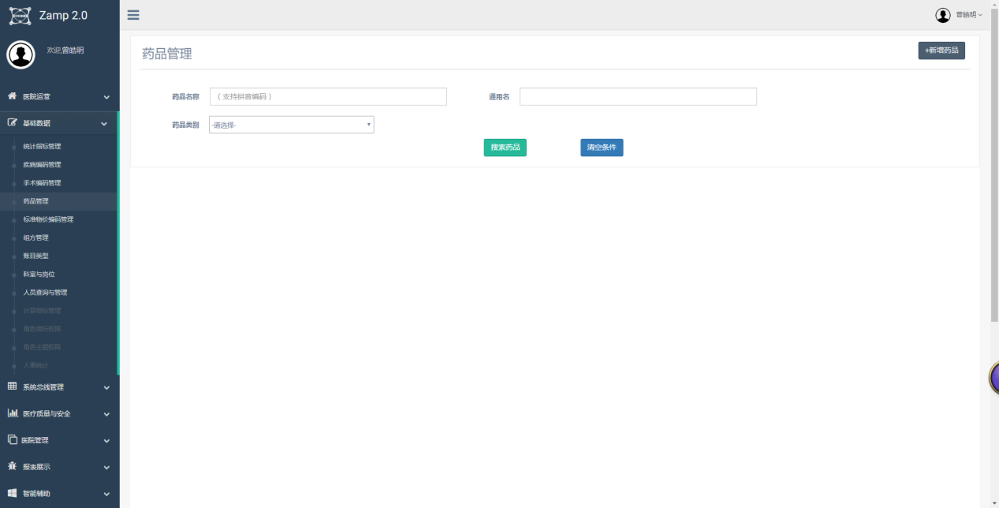 Zamp 2.0
曾皓明
欢迎,曾皓明
药品管理
+新增药品
药品名称
（支持拼音编码）
通用名
药品类别
-请选择-
搜索药品
清空条件
医院运营
基础数据
统计指标管理
疾病编码管理
手术编码管理
药品管理
标准物价编码管理
组方管理
账目类型
科室与岗位
人员查询与管理
计算指标管理
角色指标权限
角色主题权限
人事统计
系统总线管理
医疗质量与安全
医院管理
报表展示
智能辅助